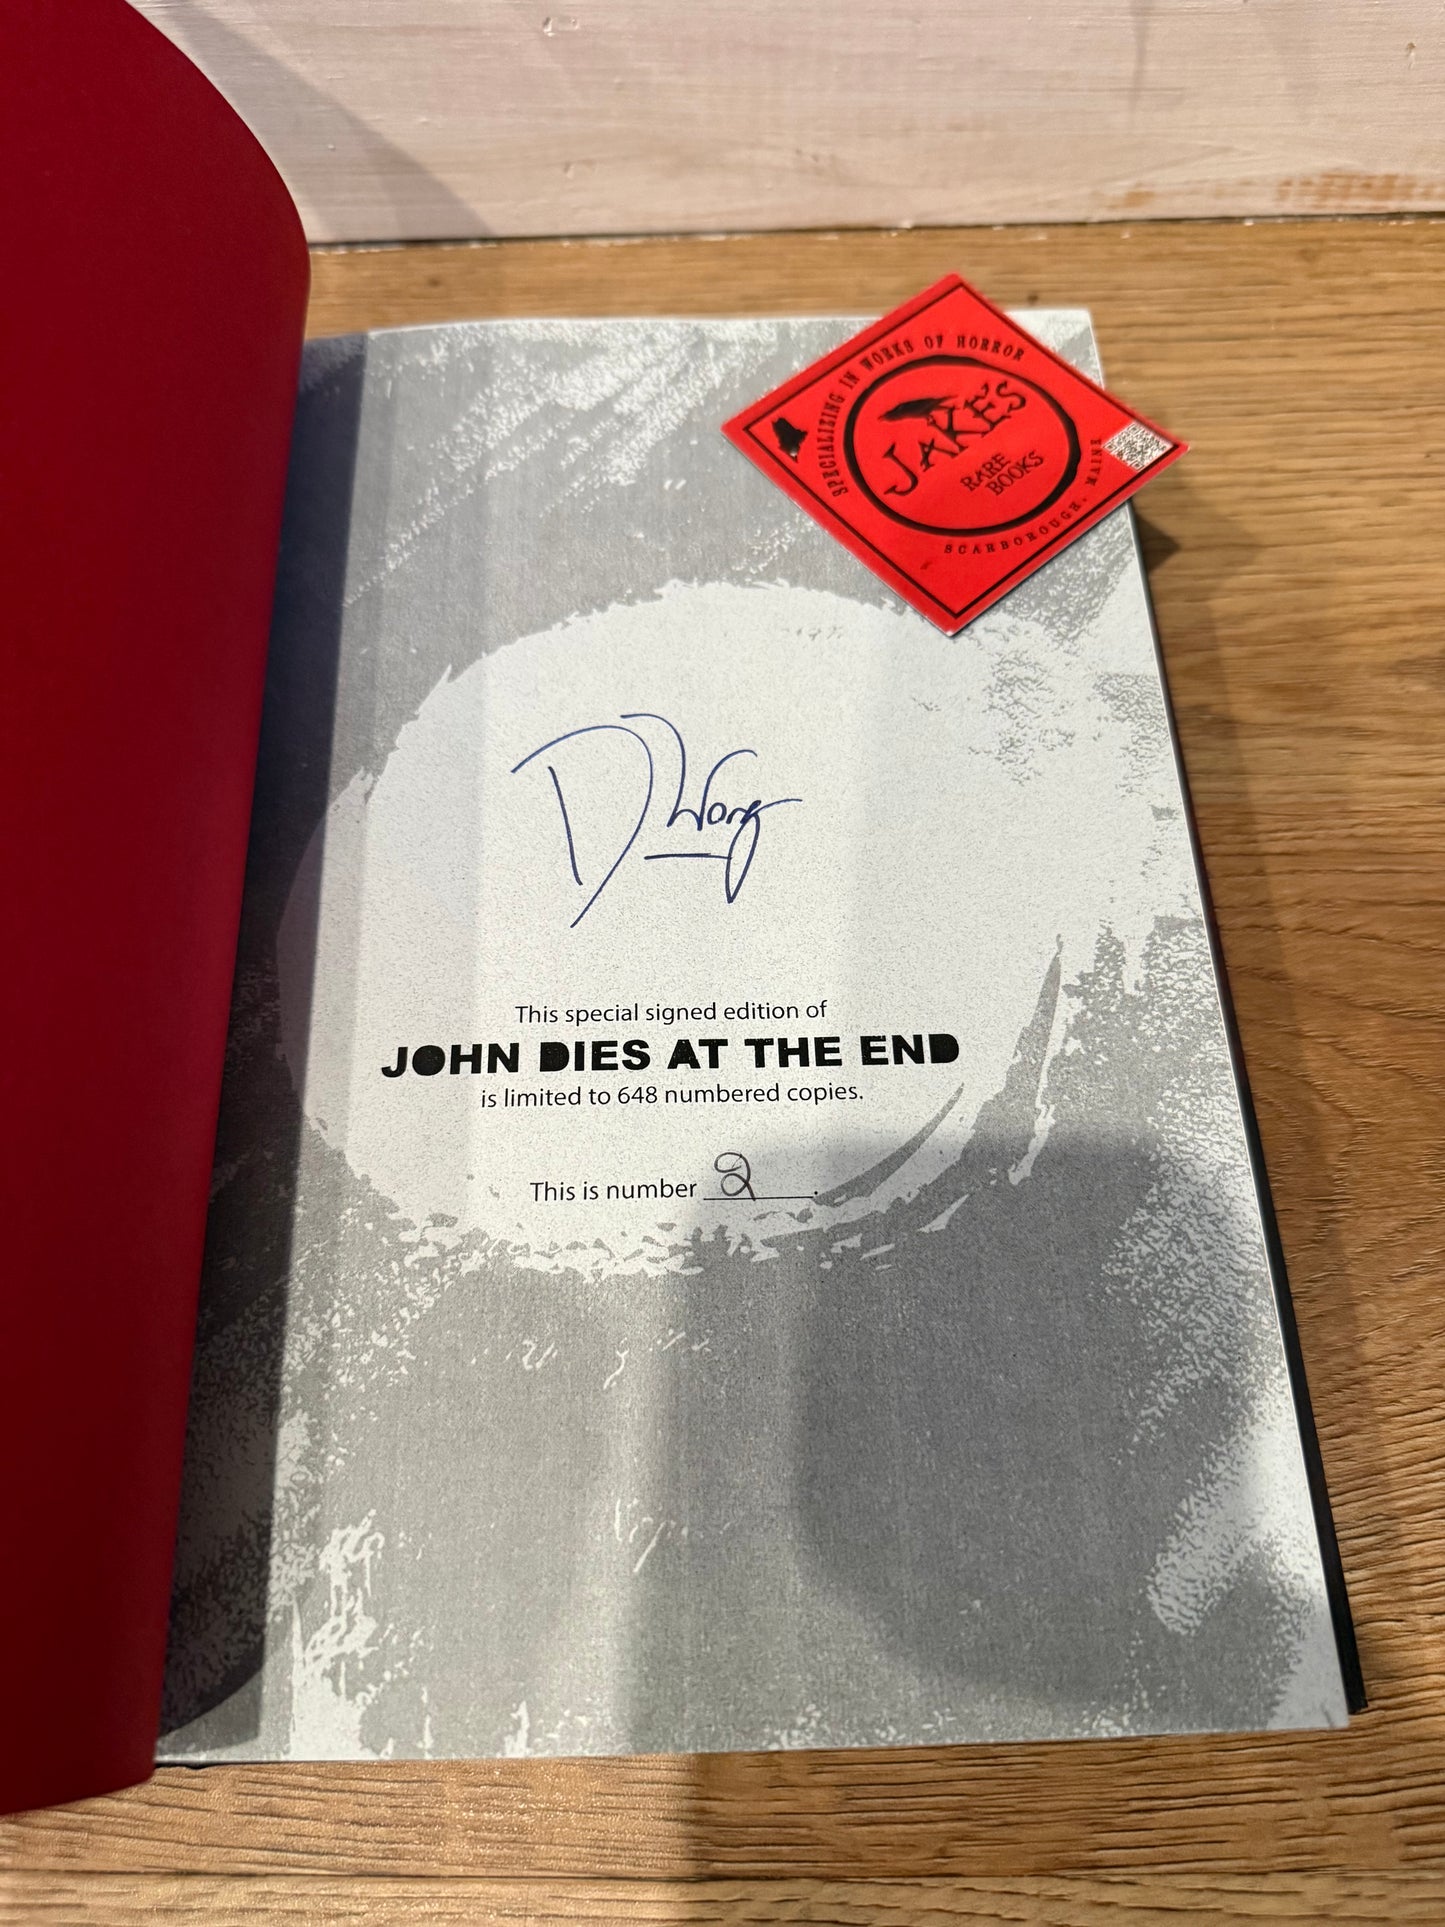 SPECIALIZING IN WORKS OF HORROR
JAKE'S
RARE
BOOKS
SCARBOROUGH, MAINE
D Wong
This special signed edition of
JOHN DIES AT THE END
is limited to 648 numbered copies.
This is number 2.